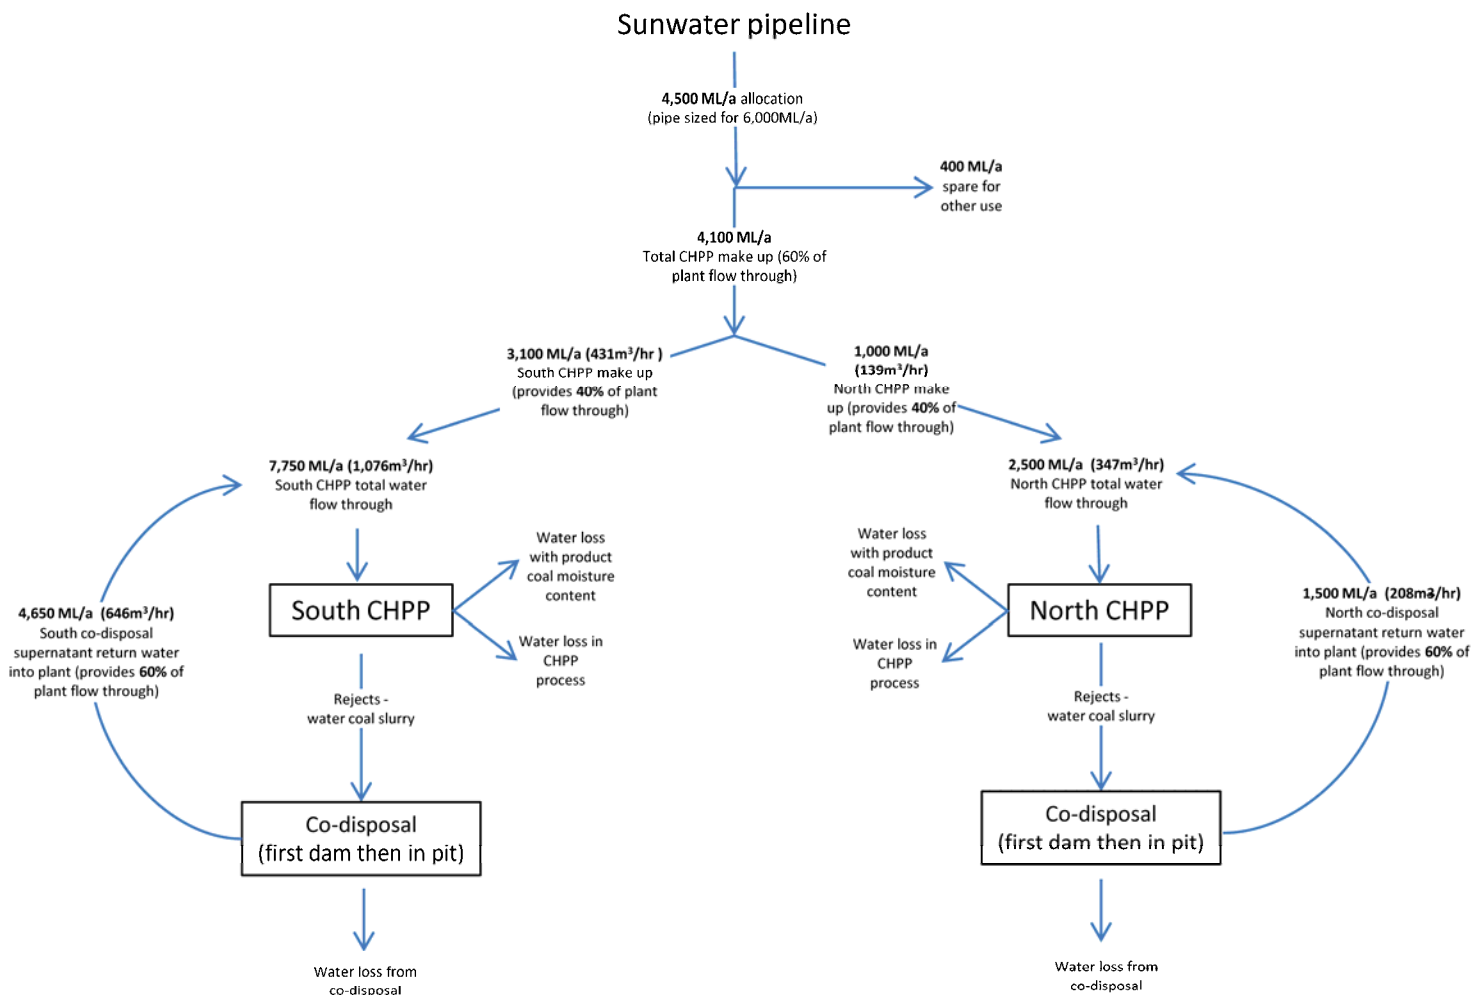 Sunwater pipeline
4,500 ML/a allocation
(pipe sized for 6,000ML/a)
400 ML/a
spare for
other use
4,100 ML/a
Total CHPP make up (60% of
plant flow through)
3,100 ML/a (431m³/hr )
South CHPP make up
(provides 40% of plant
flow through)
1,000 ML/a
(139m³/hr)
North CHPP make
up (provides 40% of
plant flow through)
7,750 ML/a (1,076m³/hr)
South CHPP total water
flow through
2,500 ML/a (347m³/hr)
North CHPP total water
flow through
Water loss
with product
coal moisture
content
Water loss
with product
coal moisture
content
South CHPP
North CHPP
4,650 ML/a (646m³/hr)
South co-disposal
supernatant return water
into plant (provides 60% of
plant flow through)
1,500 ML/a (208m3/hr)
North co-disposal
supernatant return water
into plant (provides 60% of
plant flow through)
Water loss in
CHPP
process
Water loss in
CHPP
process
Rejects -
water coal slurry
Rejects -
water coal slurry
Co-disposal
(first dam then in pit)
Co-disposal
(first dam then in pit)
Water loss from
co-disposal
Water loss from
co-disposal